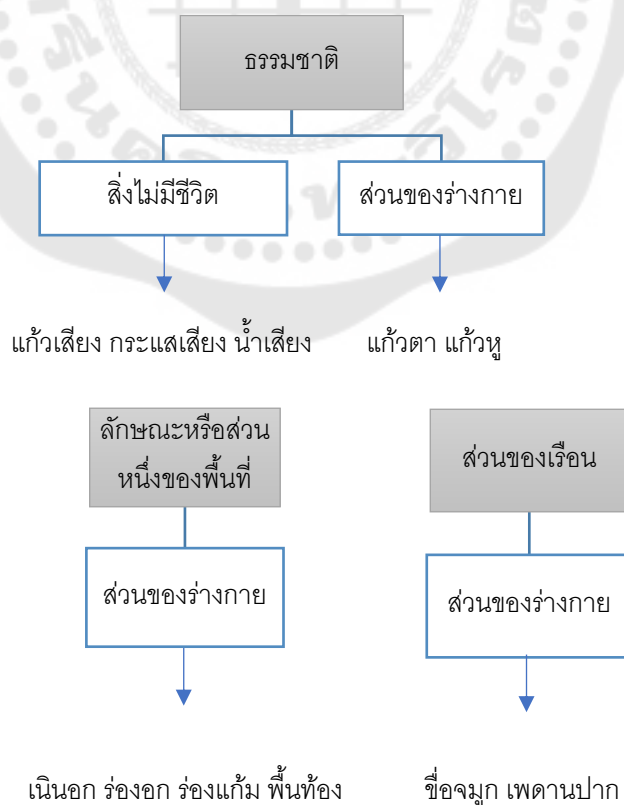 ธรรมชาติ
สิ่งไม่มีชีวิต
ส่วนของร่างกาย
แก้วเสียง กระแสเสียง น้ำเสียง
แก้วตา แก้วหู
ลักษณะหรือส่วน
หนึ่งของพื้นที่
ส่วนของร่างกาย
เนินอก ร่องอก ร่องแก้ม พื้นท้อง
ส่วนของเรือน
ส่วนของร่างกาย
ขื่อจมูก เพดานปาก